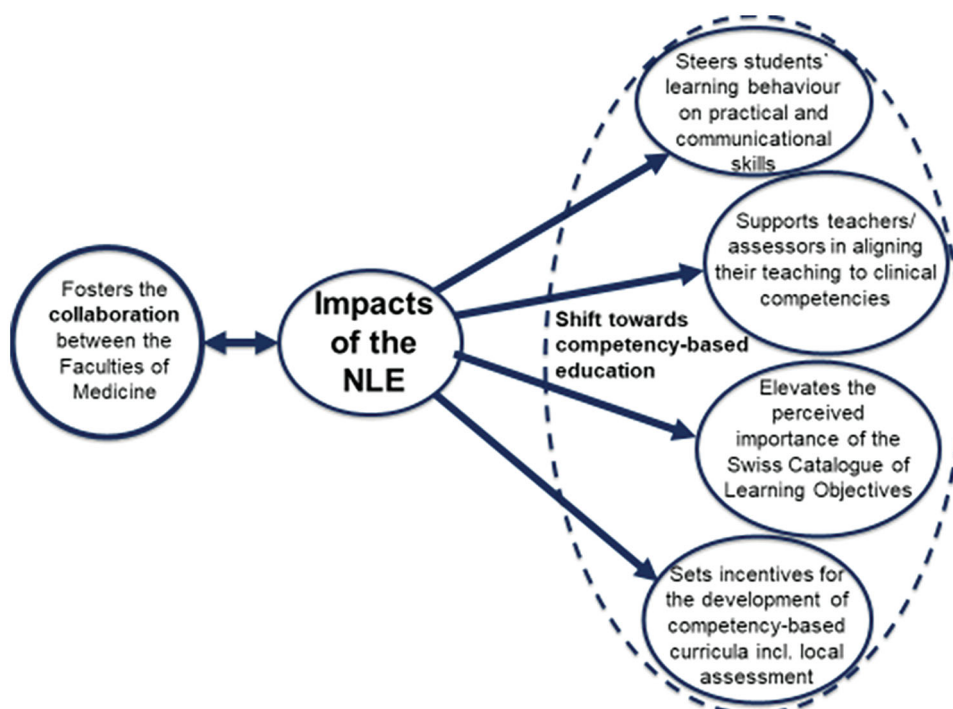 Steers students`
learning behaviour
on practical and
communicational
skills
Supports teachers/
assessors in aligning
their teaching to clinical
competencies
Fosters the
collaboration
between the
Faculties of
Medicine
Impacts
of the
NLE
Shift towards
competency-based
education
Elevates the
perceived
importance of the
Swiss Catalogue of
Learning Objectives
Sets incentives for
the development of
competency-based
curricula incl. local
assessment